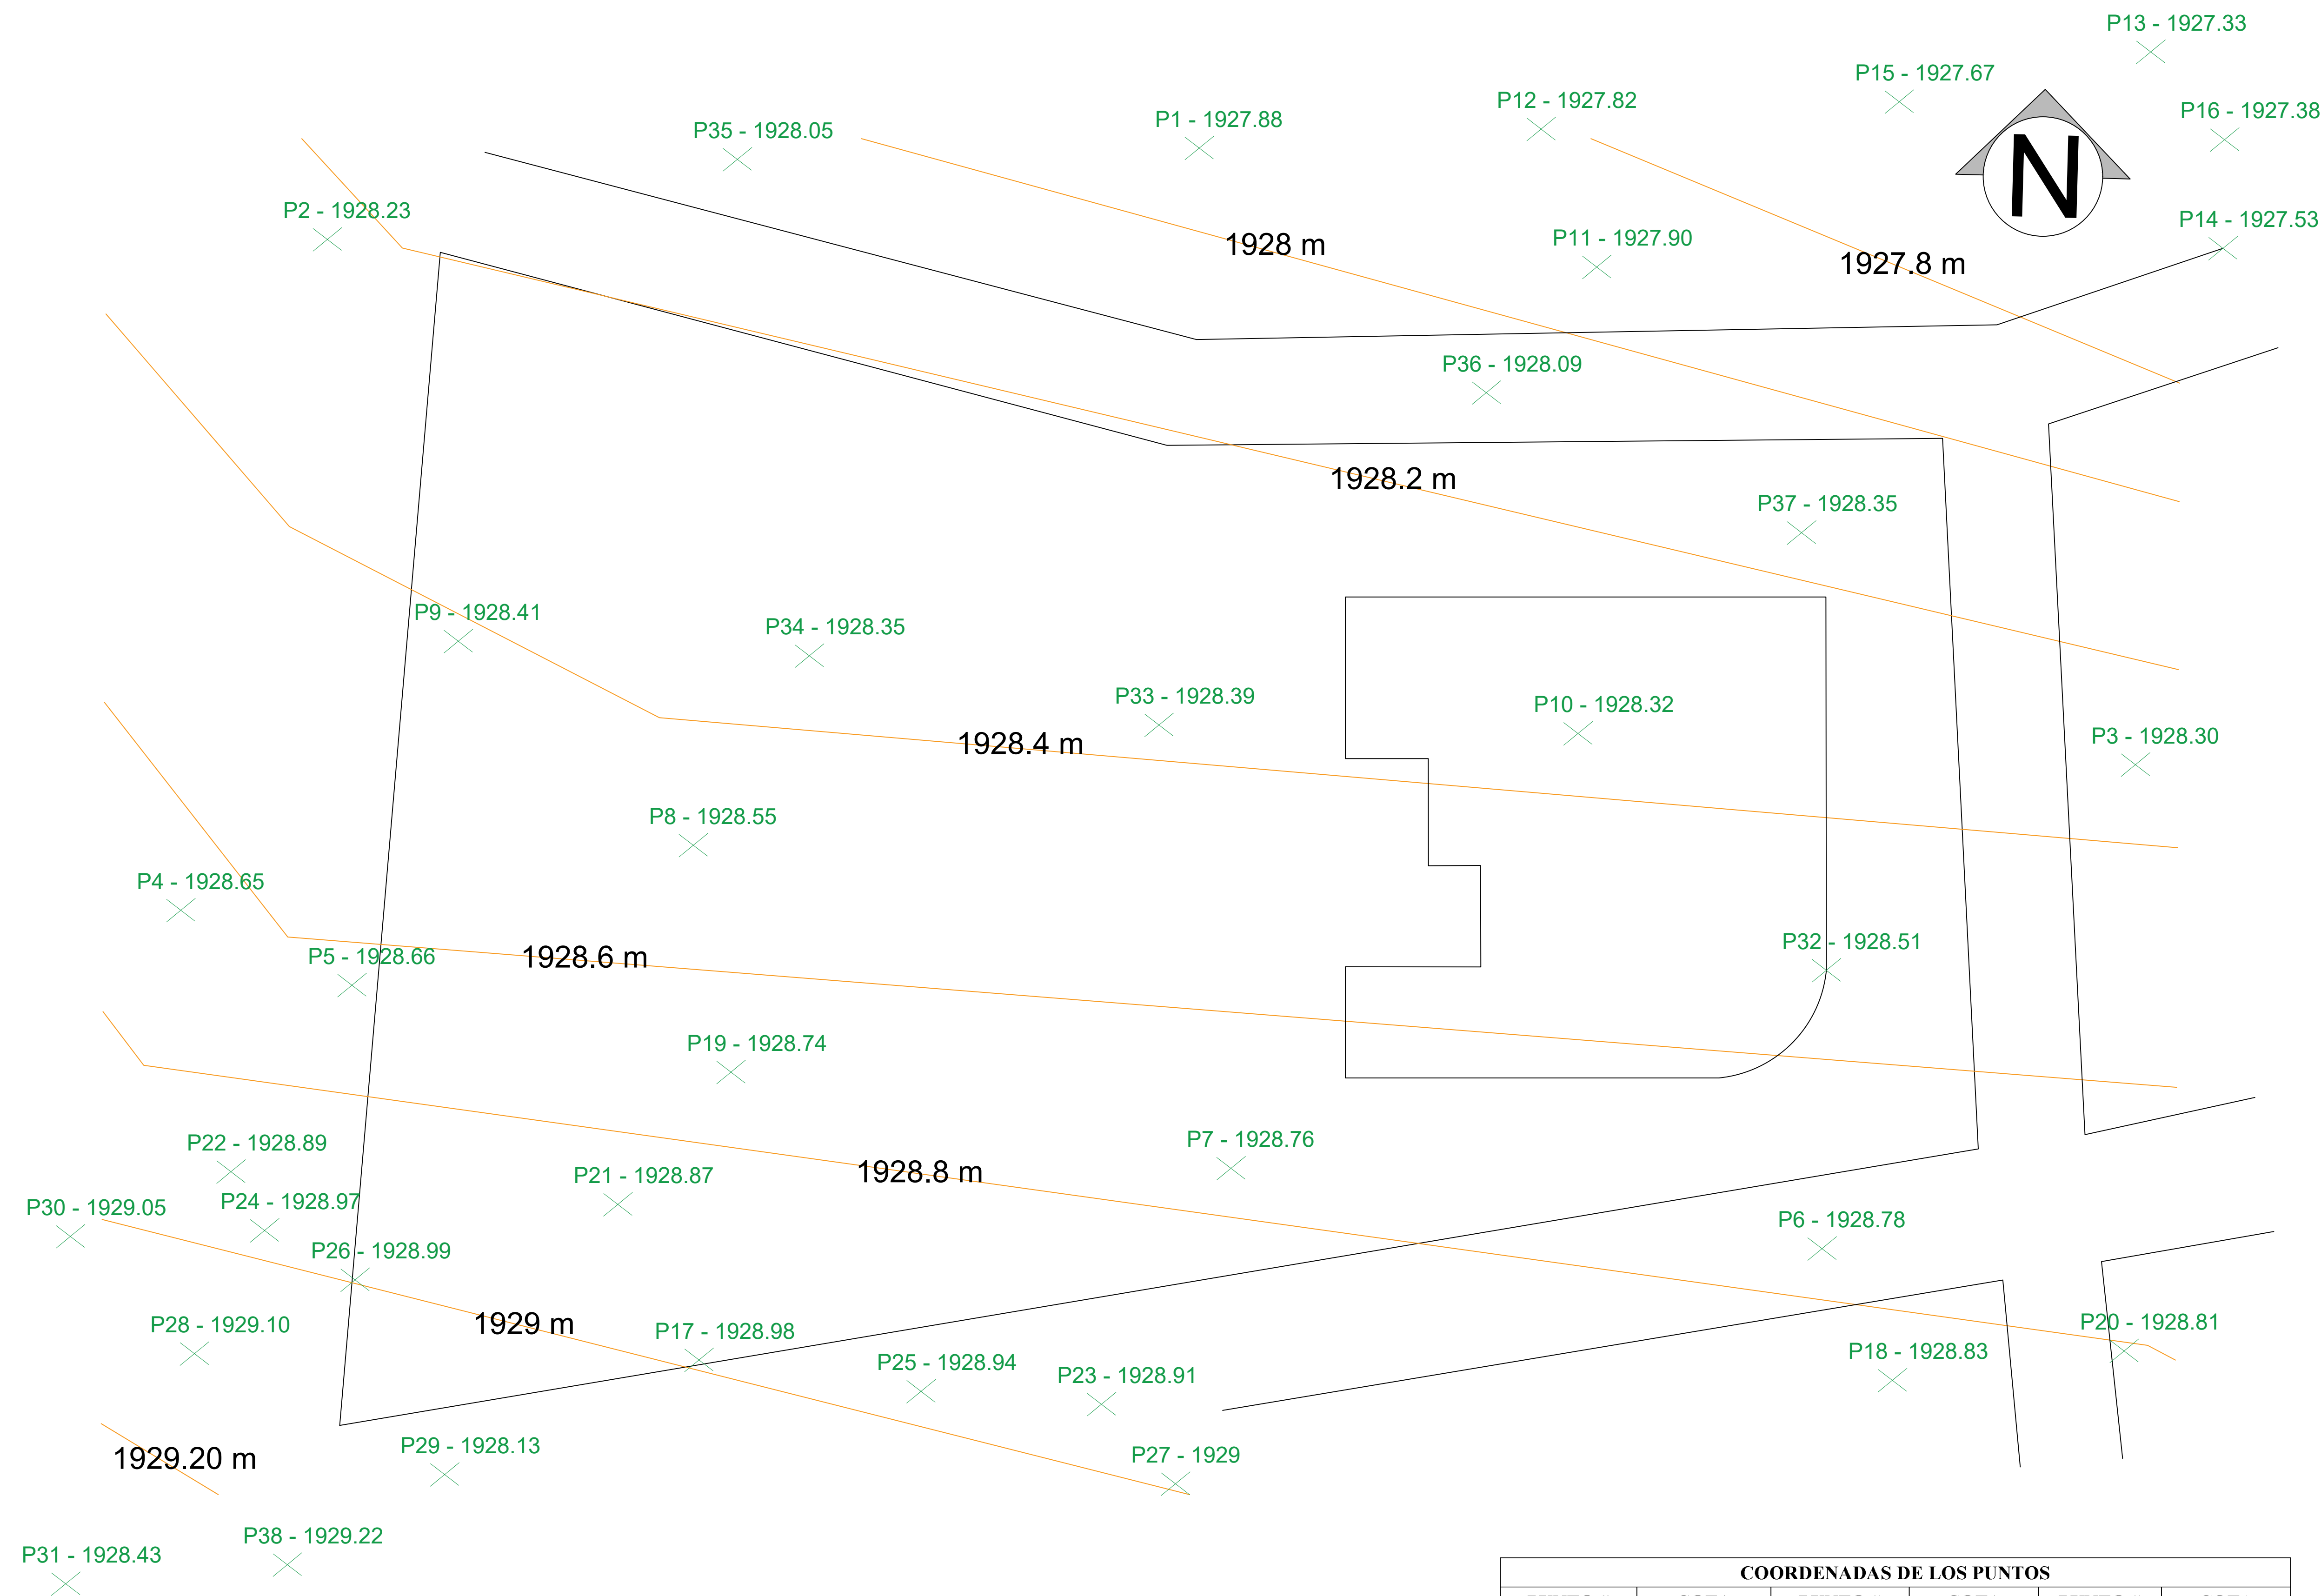 P13 - 1927.33
P15 - 1927.67
P12 - 1927.82
P16 - 1927.38
P1 - 1927.88
P35 - 1928.05
N
P2 - 1928.23
P14 - 1927.53
P11 - 1927.90
1928 m
1927.8 m
P36 - 1928.09
1928.2 m
P37 - 1928.35
P9 - 1928.41
P34 - 1928.35
P33 - 1928.39
P10 - 1928.32
1928.4 m
P3 - 1928.30
P8 - 1928.55
P4 - 1928.65
P32 - 1928.51
P5 - 1928.66
1928.6 m
P19 - 1928.74
P7 - 1928.76
P22 - 1928.89
P21 - 1928.87
1928.8 m
P24 - 1928.97
P30 - 1929.05
P6 - 1928.78
P26 - 1928.99
P28 - 1929.10
1929 m
P20 - 1928.81
P17 - 1928.98
P18 - 1928.83
P25 - 1928.94
P23 - 1928.91
P29 - 1928.13
1929.20 m
P27 - 1929
P38 - 1929.22
P31 - 1928.43
COORDENADAS DE LOS PUNTOS